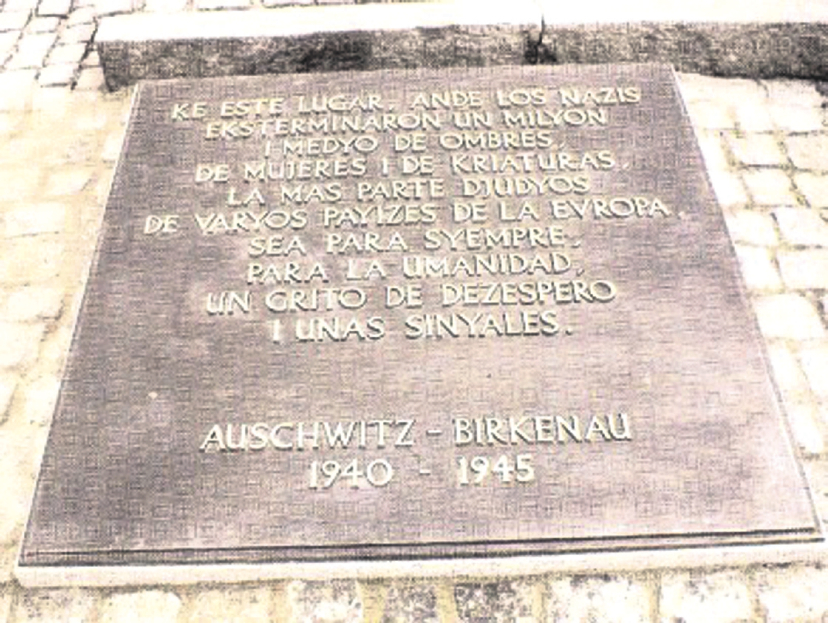 KE ESTE LUGAR, ANDE LOS NAZIS
EKSTERMINARON UN MILYON
I MEDYO DE OMBRES,
DE MUJERES I DE KRIATURAS,
LA MAS PARTE DJUDYOS
DE VARYOS PAYIZES DE LA EVROPA,
SEA PARA SYEMPRE,
PARA LA UMANIDAD,
UN GRITO DE DEZESPERO
I UNAS SINYALES.
AUSCHWITZ - BIRKENAU
1940 - 1945